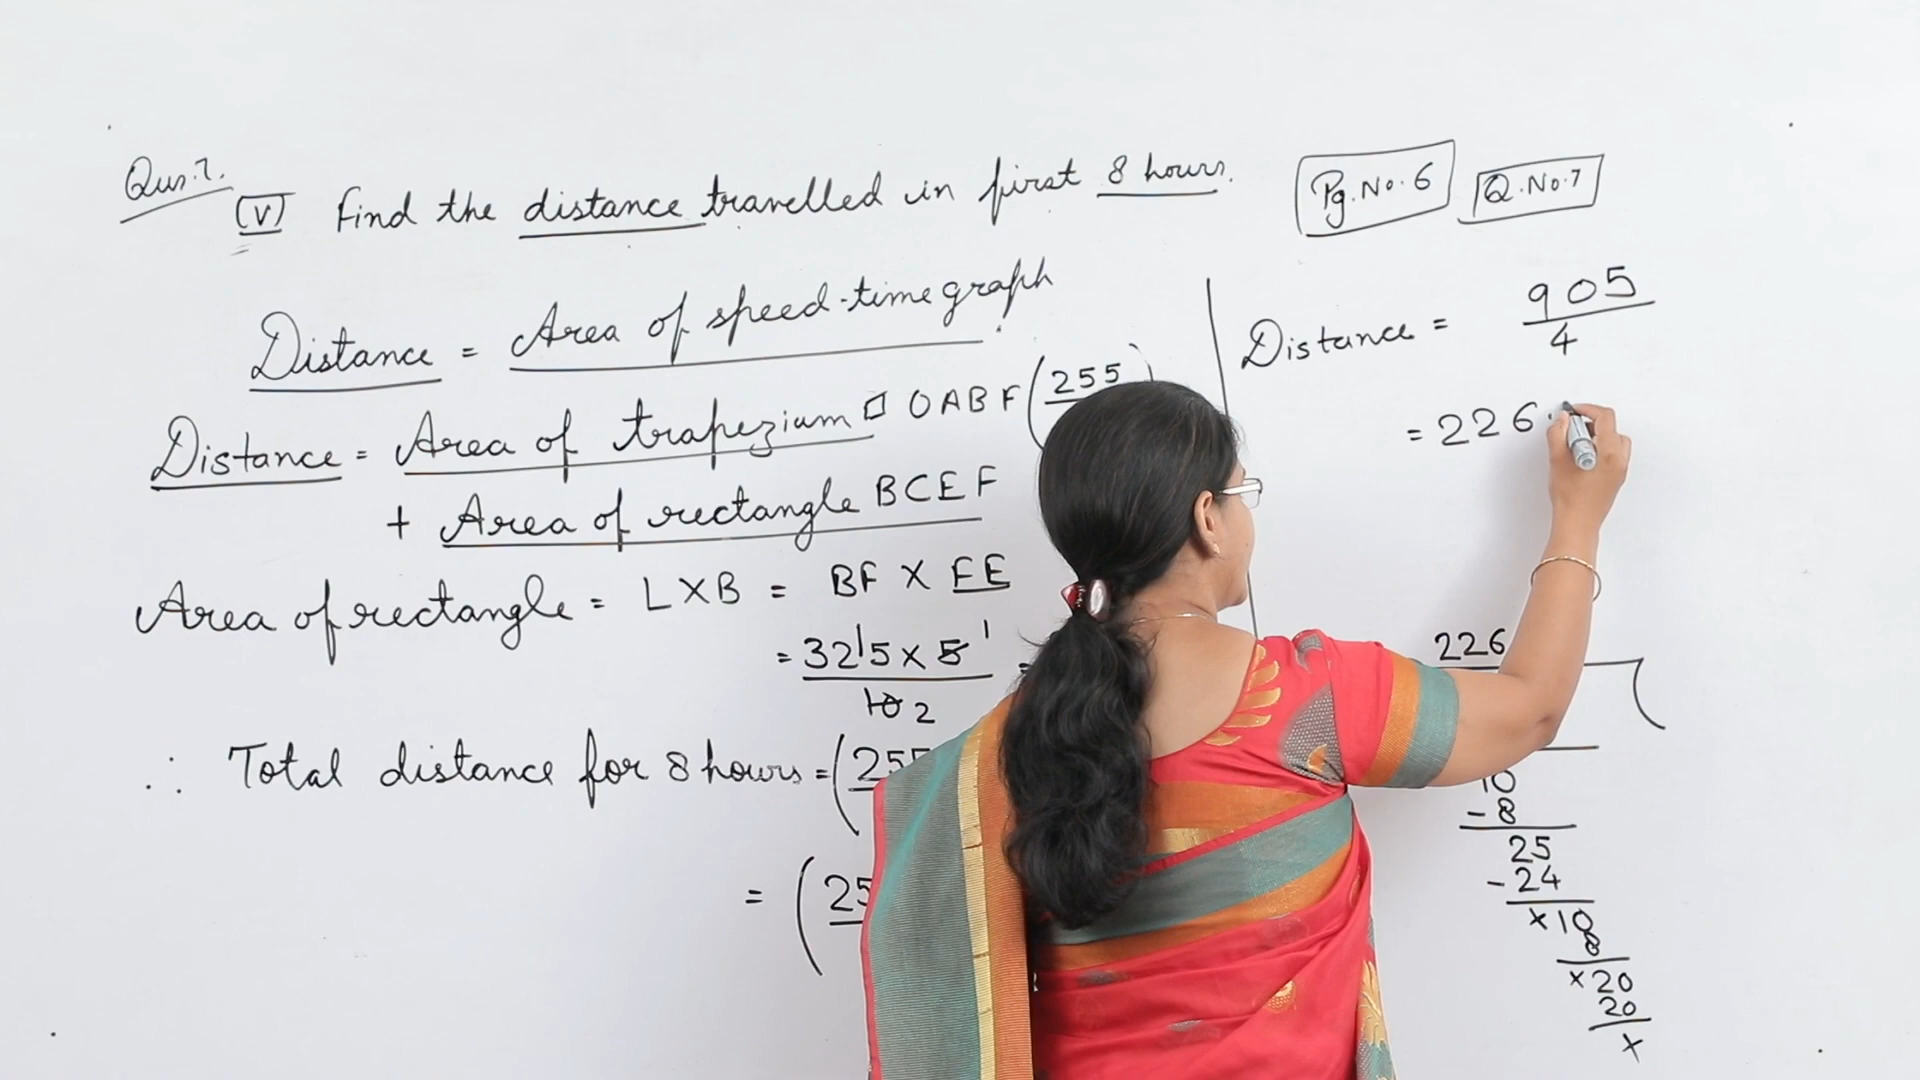 Qus.7.
(v) Find the distance travelled in first 8 hours.
Pg.No.6
Q.No.7
Distance = Area of speed-time graph
Distance = Area of trapezium □ OABF (255
+ Area of rectangle BCEF
Area of rectangle = L X B = BF X FE
= 325 x 5 1
10 2
∴ Total distance for 8 hours = (255
= (25
Distance = 905
4
= 226.
226
10
-8
25
-24
x10
8
x20
20
x